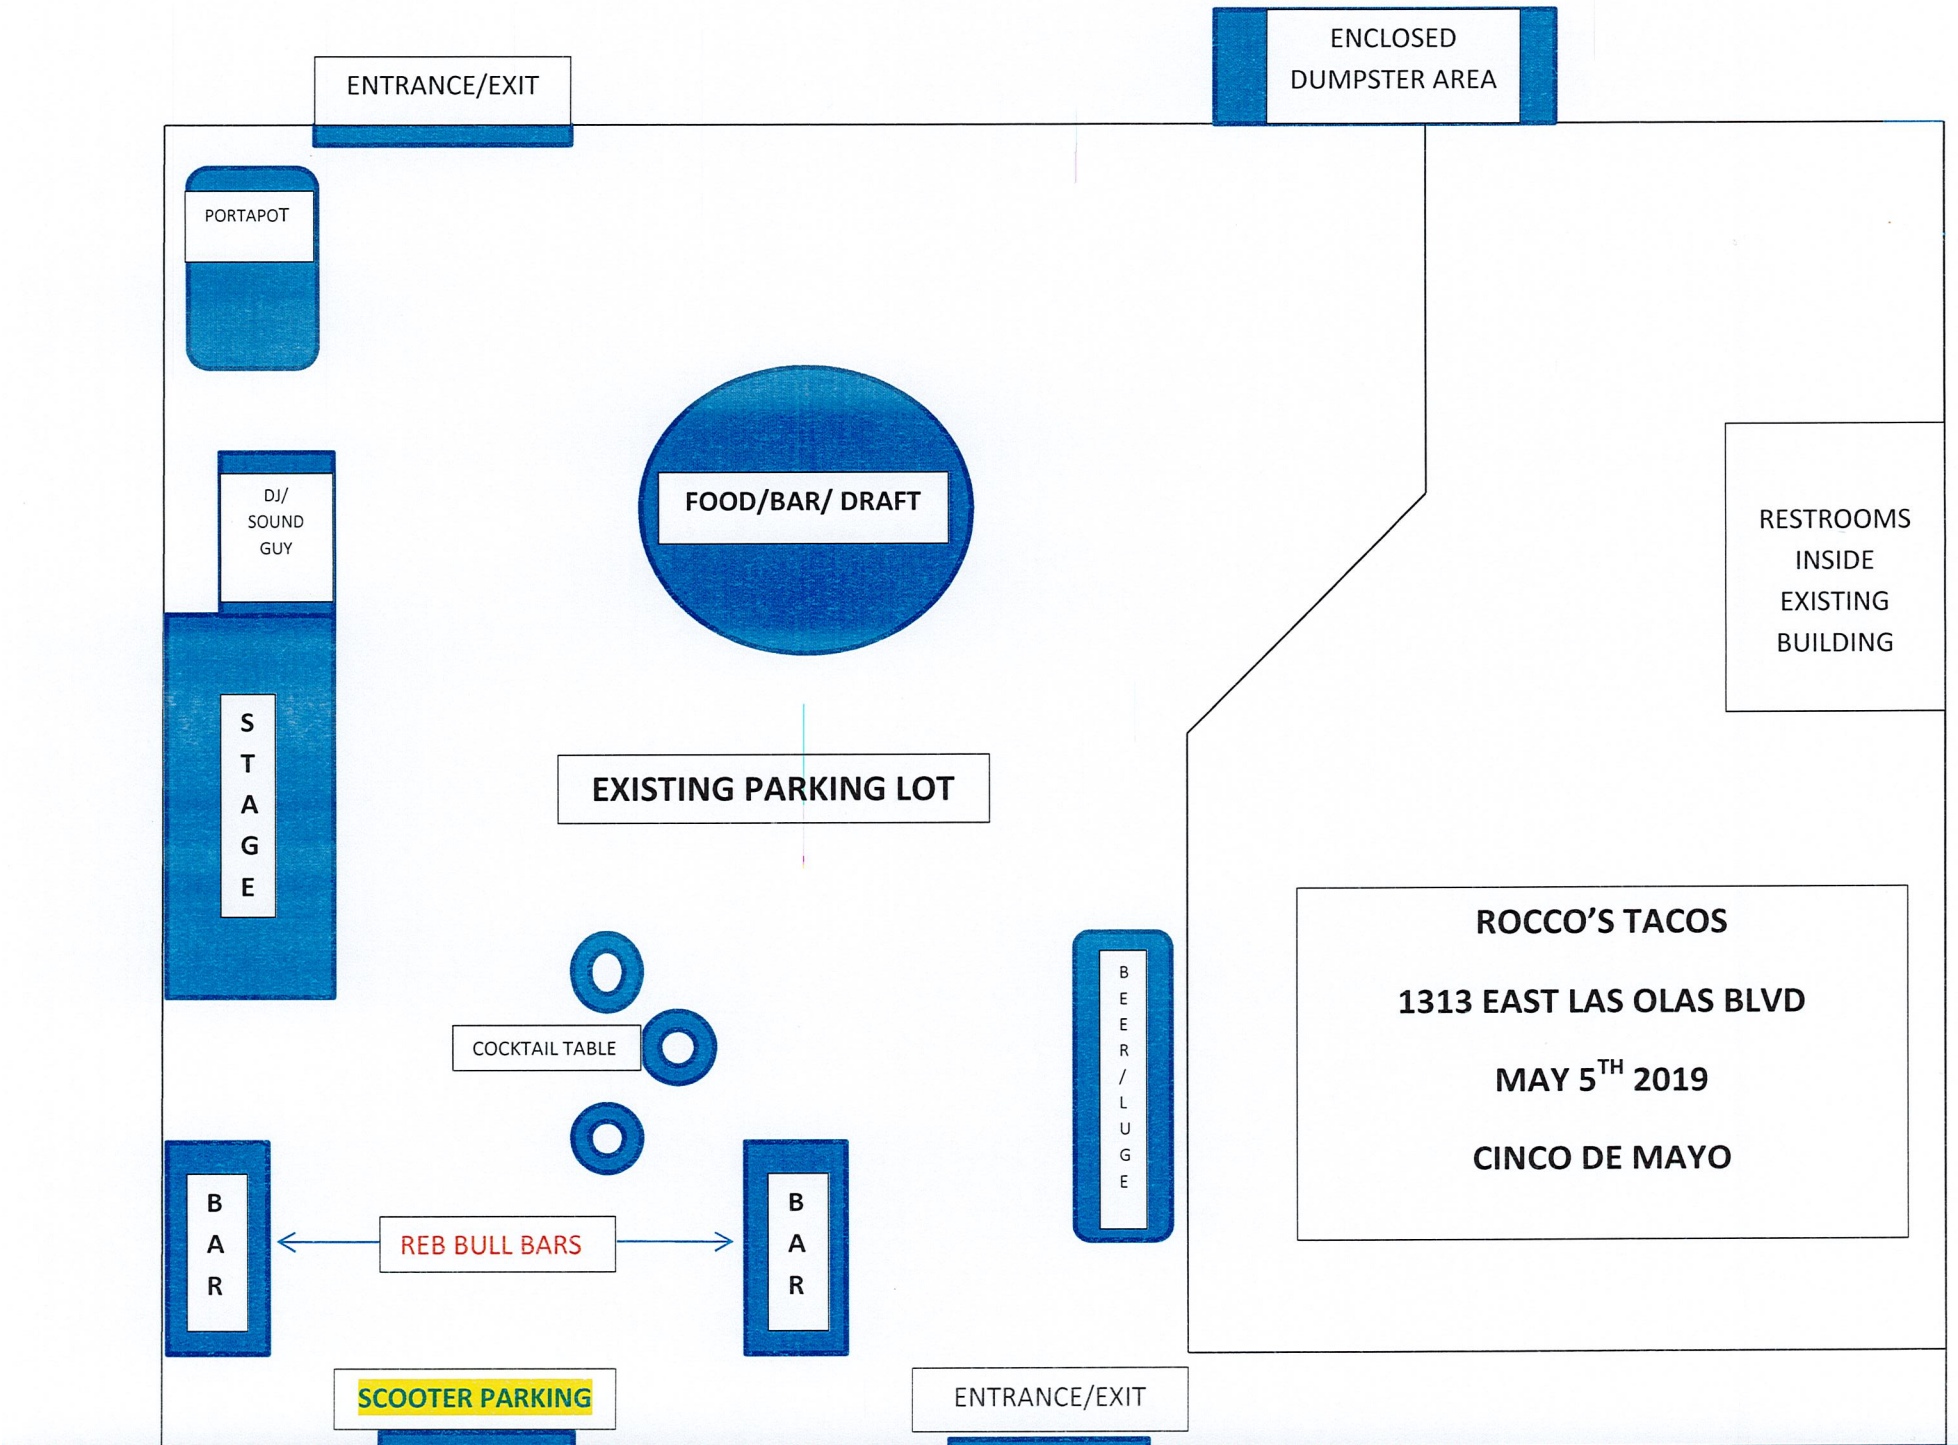 ENCLOSED
DUMPSTER AREA
ENTRANCE/EXIT
PORTAPOT
DJ/
SOUND
GUY
FOOD/BAR/ DRAFT
RESTROOMS
INSIDE
EXISTING
BUILDING
S
T
A
G
E
EXISTING PARKING LOT
ROCCO’S TACOS
1313 EAST LAS OLAS BLVD
MAY 5TH 2019
CINCO DE MAYO
COCKTAIL TABLE
B
E
E
R
/
L
U
G
E
B
A
R
REB BULL BARS
B
A
R
SCOOTER PARKING
ENTRANCE/EXIT